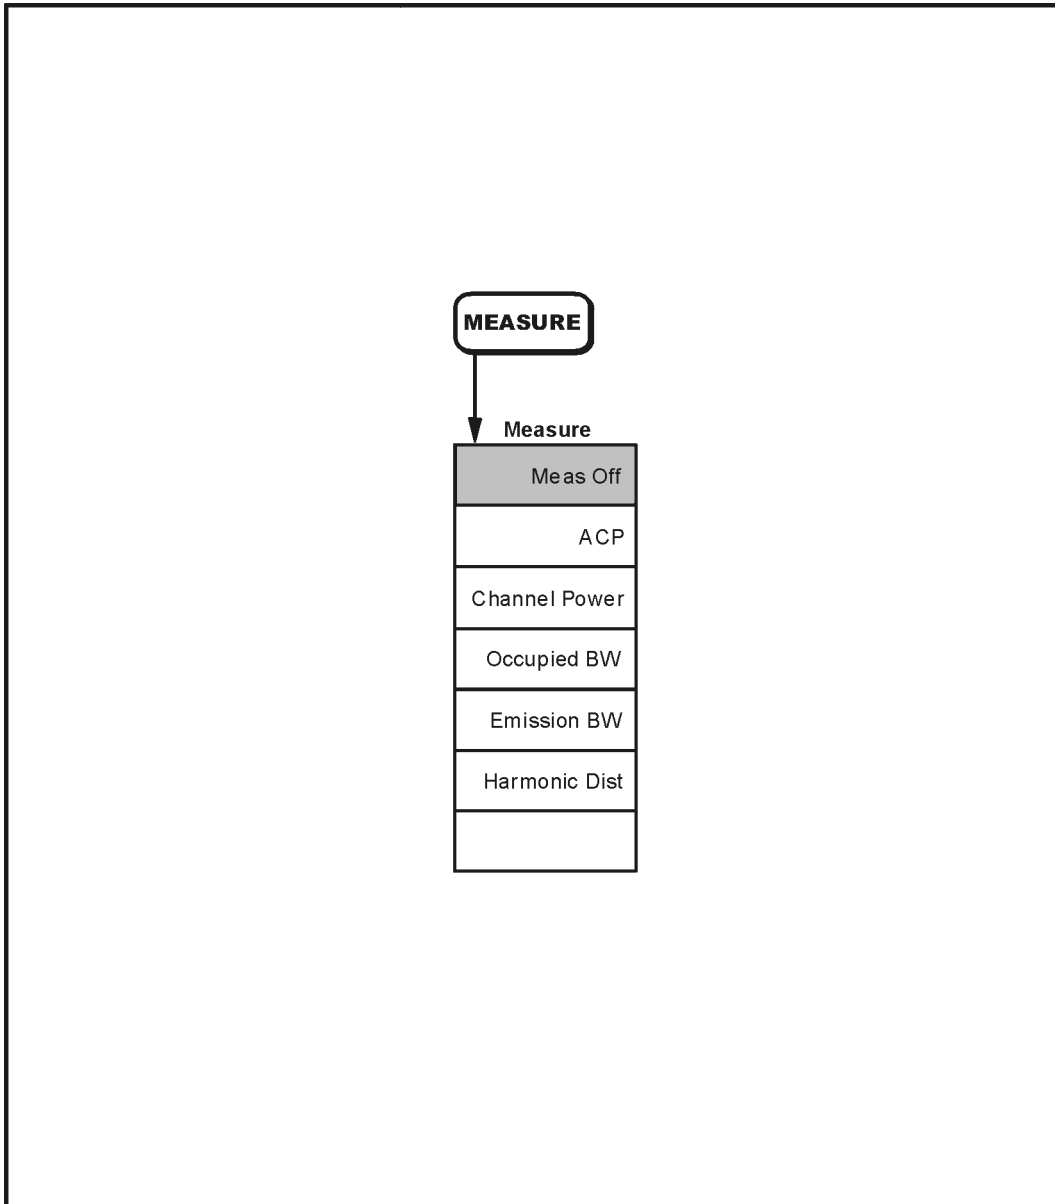 MEASURE
Measure
Meas Off
ACP
Channel Power
Occupied BW
Emission BW
Harmonic Dist